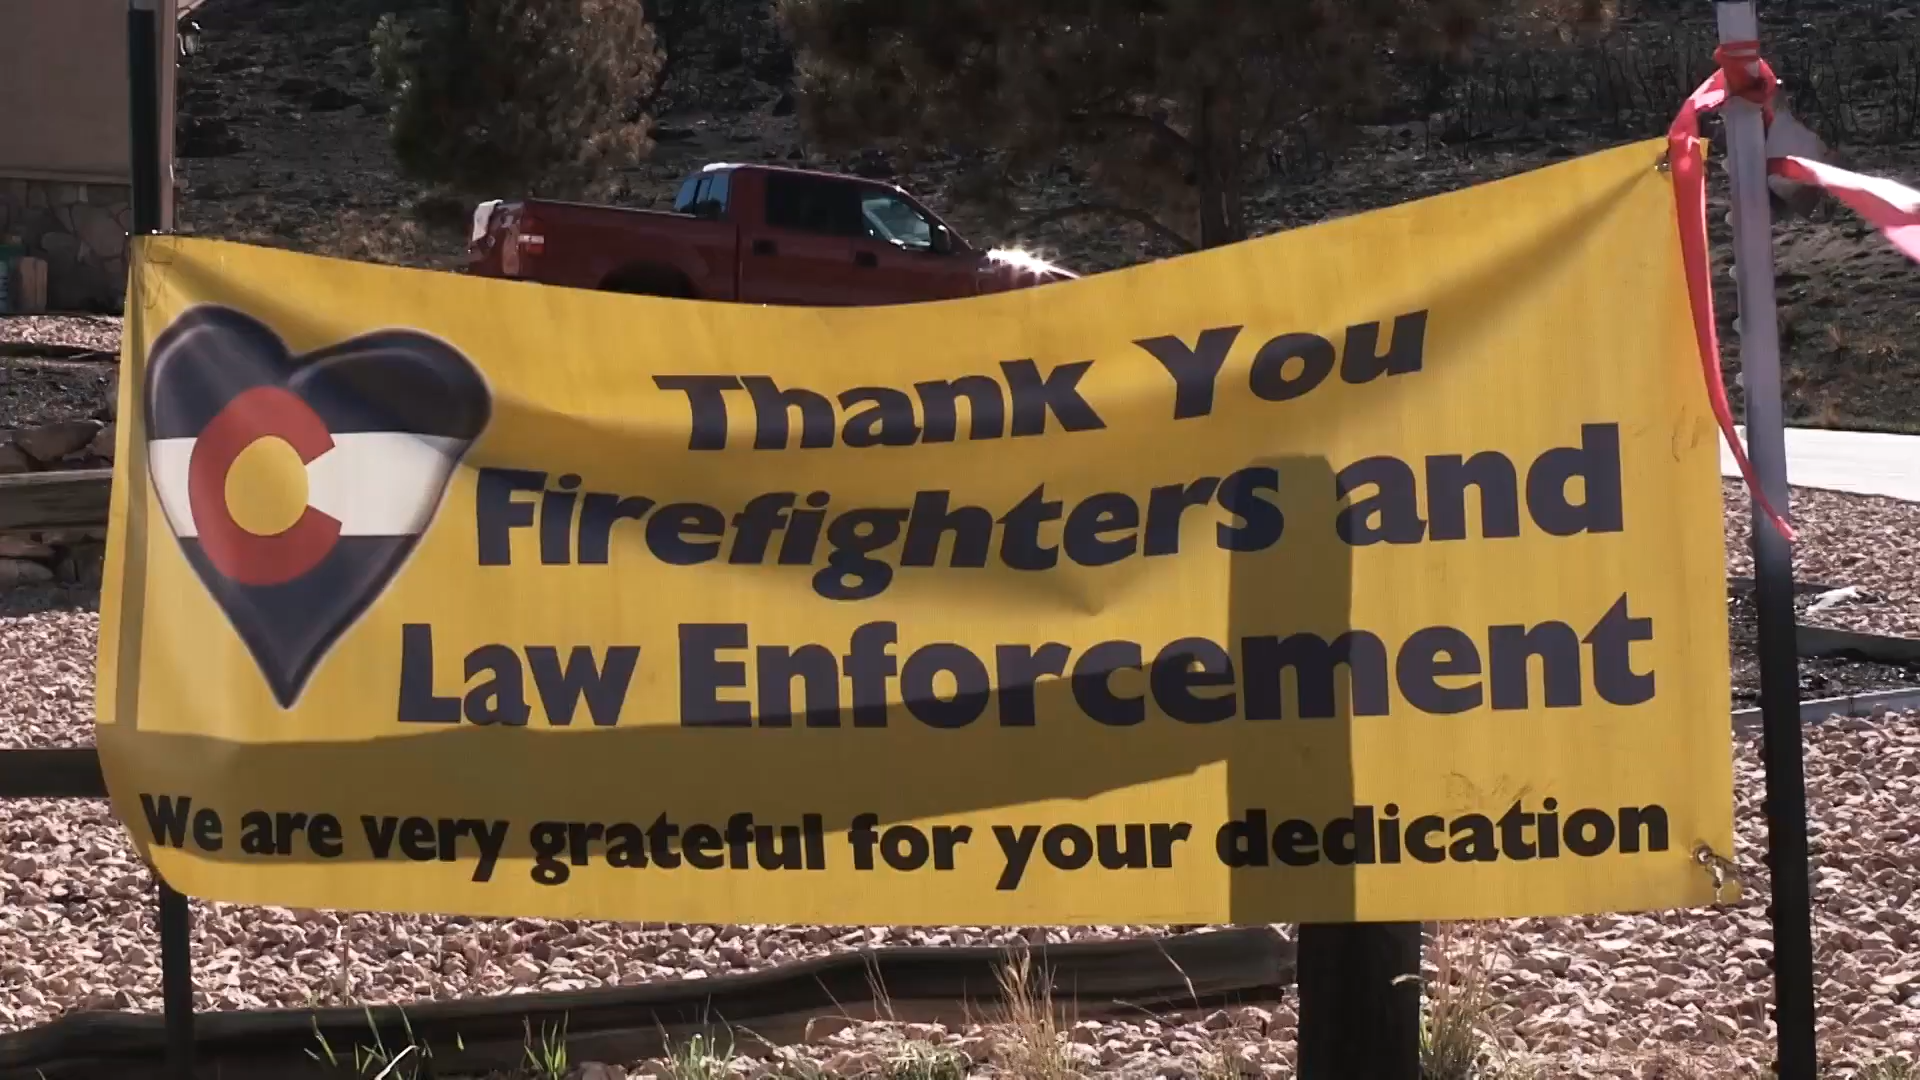 Thank You
Firefighters and
Law Enforcement
We are very grateful for your dedication